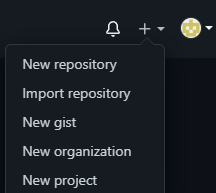 New repository
Import repository
New gist
New organization
New project